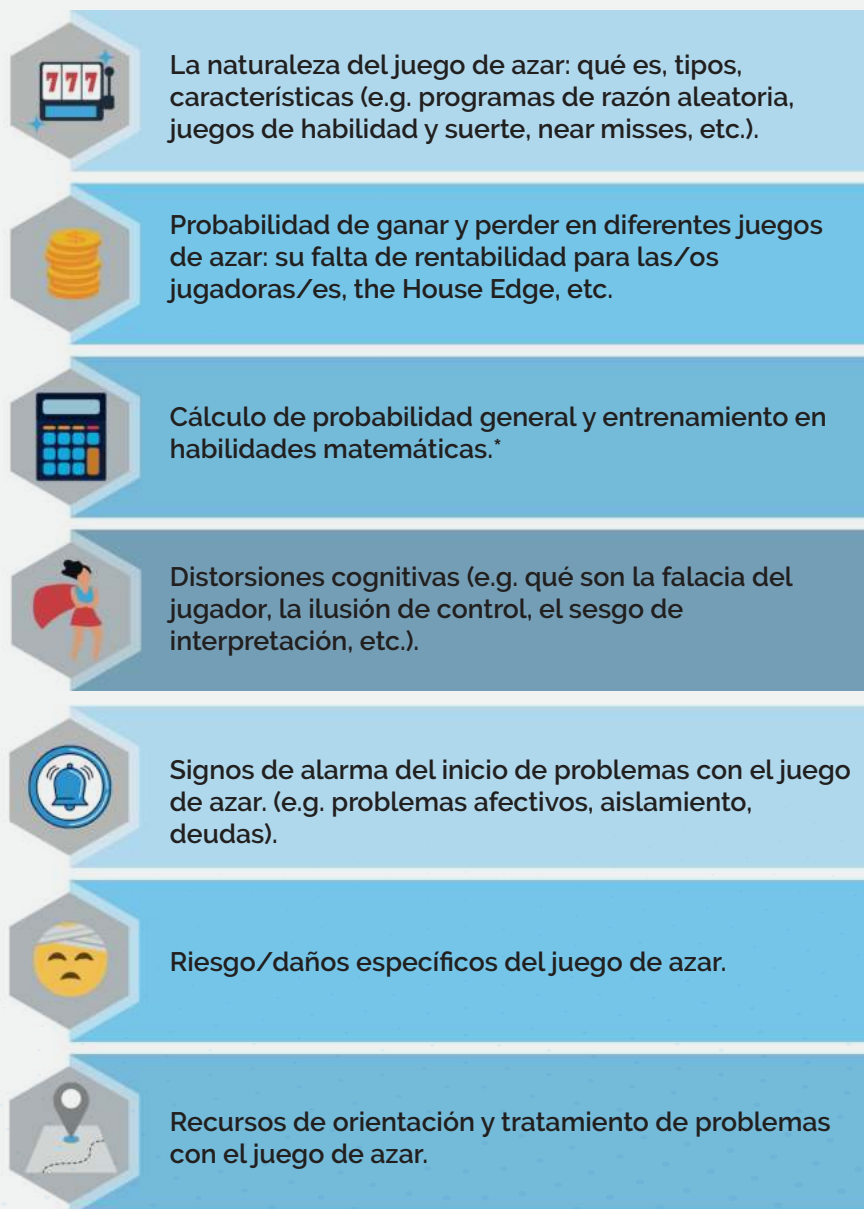 777
La naturaleza del juego de azar: qué es, tipos,
características (e.g. programas de razón aleatoria,
juegos de habilidad y suerte, near misses, etc.).
Probabilidad de ganar y perder en diferentes juegos
de azar: su falta de rentabilidad para las/os
jugadoras/es, the House Edge, etc.
Cálculo de probabilidad general y entrenamiento en
habilidades matemáticas.*
Distorsiones cognitivas (e.g. qué son la falacia del
jugador, la ilusión de control, el sesgo de
interpretación, etc.).
Signos de alarma del inicio de problemas con el juego
de azar. (e.g. problemas afectivos, aislamiento,
deudas).
Riesgo/daños específicos del juego de azar.
Recursos de orientación y tratamiento de problemas
con el juego de azar.